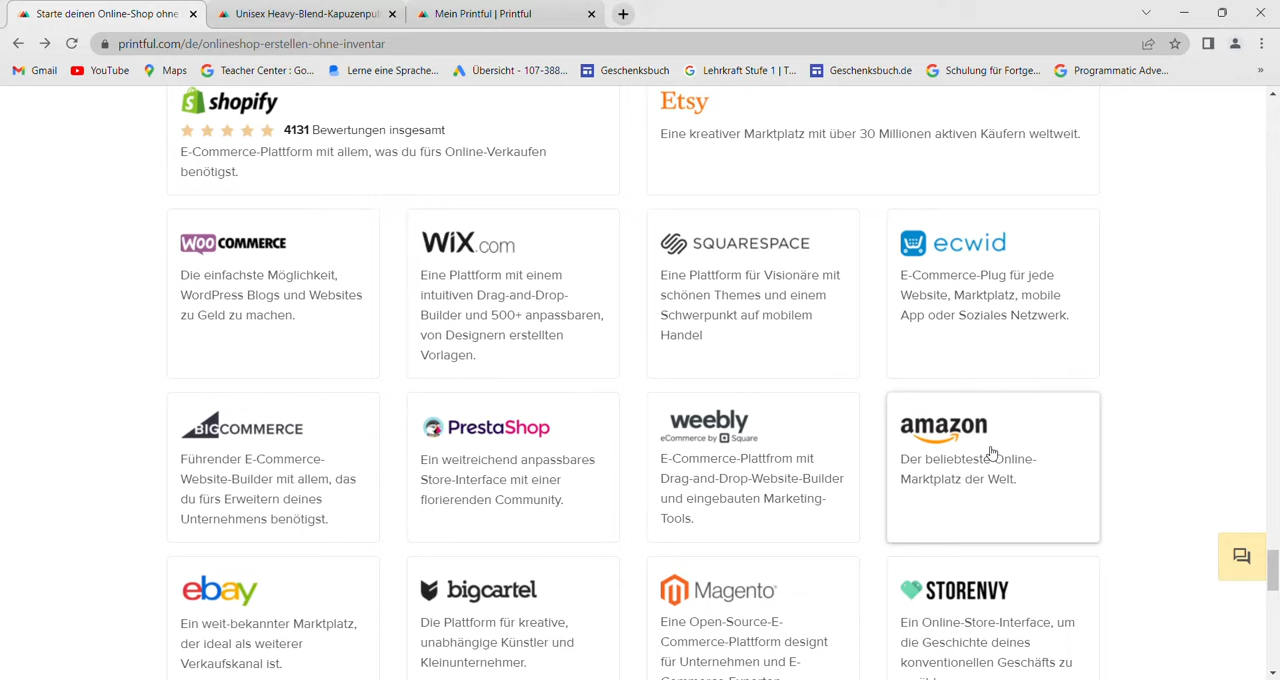 Starte deinen Online-Shop ohne
Unisex Heavy-Blend-Kapuzenpul
Mein Printful | Printful
printful.com/de/onlineshop-erstellen-ohne-inventar
Gmail
YouTube
Maps
Teacher Center : Go...
Lerne eine Sprache...
Übersicht - 107-388...
Geschenksbuch
Lehrkraft Stufe 1 | T...
Geschenksbuch.de
Schulung für Fortge...
Programmatic Adve...
»
shopify
4131 Bewertungen insgesamt
E-Commerce-Plattform mit allem, was du fürs Online-Verkaufen
benötigst.
Etsy
Eine kreativer Marktplatz mit über 30 Millionen aktiven Käufern weltweit.
WOO COMMERCE
Die einfachste Möglichkeit,
WordPress Blogs und Websites
zu Geld zu machen.
WiX.com
Eine Plattform mit einem
intuitiven Drag-and-Drop-
Builder und 500+ anpassbaren,
von Designern erstellten
Vorlagen.
SQUARESPACE
Eine Plattform für Visionäre mit
schönen Themes und einem
Schwerpunkt auf mobilem
Handel
ecwid
E-Commerce-Plug für jede
Website, Marktplatz, mobile
App oder Soziales Netzwerk.
BIGCOMMERCE
Führender E-Commerce-
Website-Builder mit allem, das
du fürs Erweitern deines
Unternehmens benötigst.
PrestaShop
Ein weitreichend anpassbares
Store-Interface mit einer
florierenden Community.
weebly
eCommerce by Square
E-Commerce-Plattfrom mit
Drag-and-Drop-Website-Builder
und eingebauten Marketing-
Tools.
amazon
Der beliebteste Online-
Marktplatz der Welt.
ebay
Ein weit-bekannter Marktplatz,
der ideal als weiterer
Verkaufskanal ist.
bigcartel
Die Plattform für kreative,
unabhängige Künstler und
Kleinunternehmer.
Magento
Eine Open-Source-E-
Commerce-Plattform designt
für Unternehmen und E-
Commerce-Experten
STORENVY
Ein Online-Store-Interface, um
die Geschichte deines
konventionellen Geschäfts zu